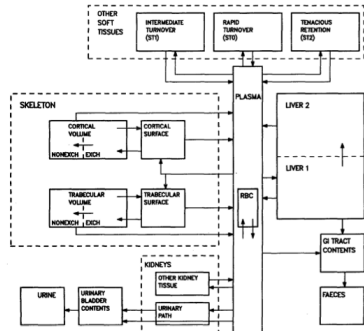 OTHER
SOFT
TISSUES
INTERMEDIATE
TURNOVER
(ST1)
RAPID
TURNOVER
(ST0)
TENACIOUS
RETENTION
(ST2)
PLASMA
SKELETON
CORTICAL
VOLUME
NONEXCH EXCH
CORTICAL
SURFACE
TRABECULAR
VOLUME
NONEXCH EXCH
TRABECULAR
SURFACE
RBC
LIVER 2
LIVER 1
GI TRACT
CONTENTS
FAECES
KIDNEYS
OTHER KIDNEY
TISSUE
URINARY
PATH
URINARY
BLADDER
CONTENTS
URINE